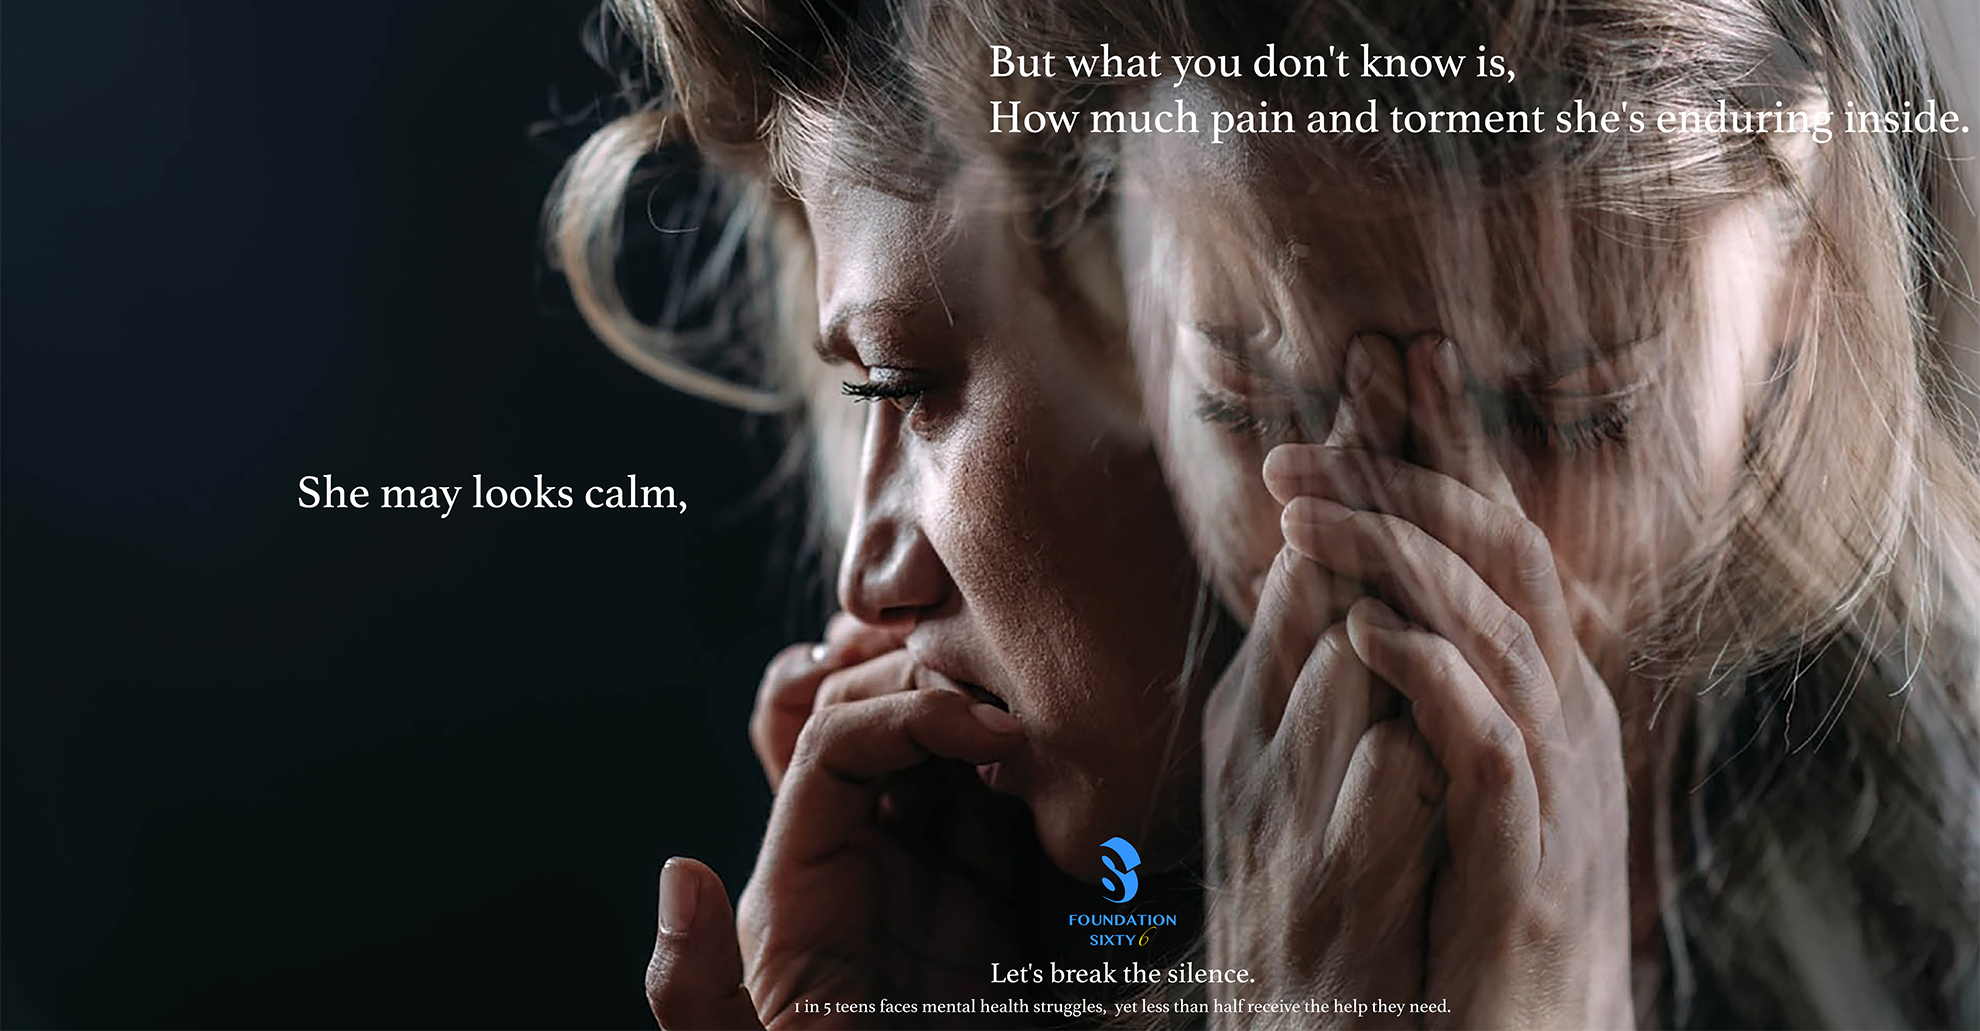 But what you don't know is,
How much pain and torment she's enduring inside.
She may looks calm,
FOUNDATION
SIXTY 6
Let's break the silence.
1 in 5 teens faces mental health struggles, yet less than half receive the help they need.